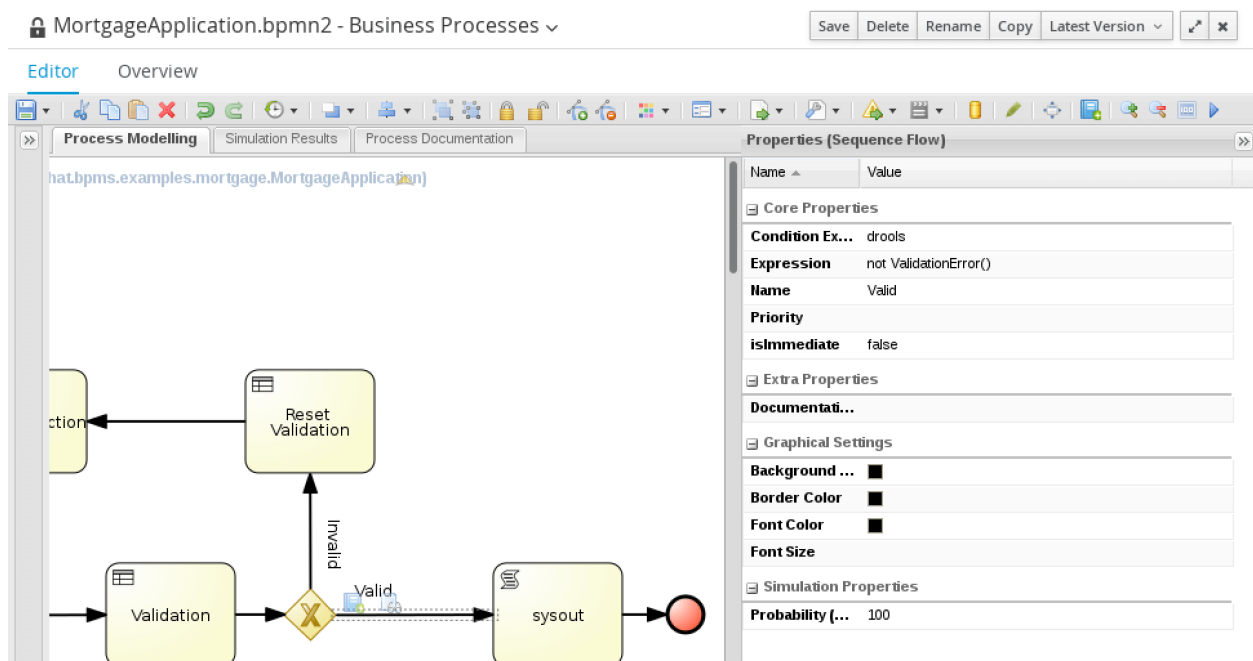 MortgageApplication.bpmn2 - Business Processes
Save Delete Rename Copy Latest Version
Editor Overview
Process Modelling Simulation Results Process Documentation
Properties (Sequence Flow)
hat.bpms.examples.mortgage.MortgageApplication)
Name Value
Core Properties
Condition Ex... drools
Expression not ValidationError()
Name Valid
Priority
isImmediate false
Extra Properties
Documentati...
Graphical Settings
Background ...
Border Color
Font Color
Font Size
Simulation Properties
Probability (... 100
ction
Reset
Validation
Invalid
Valid
Validation
X
sysout